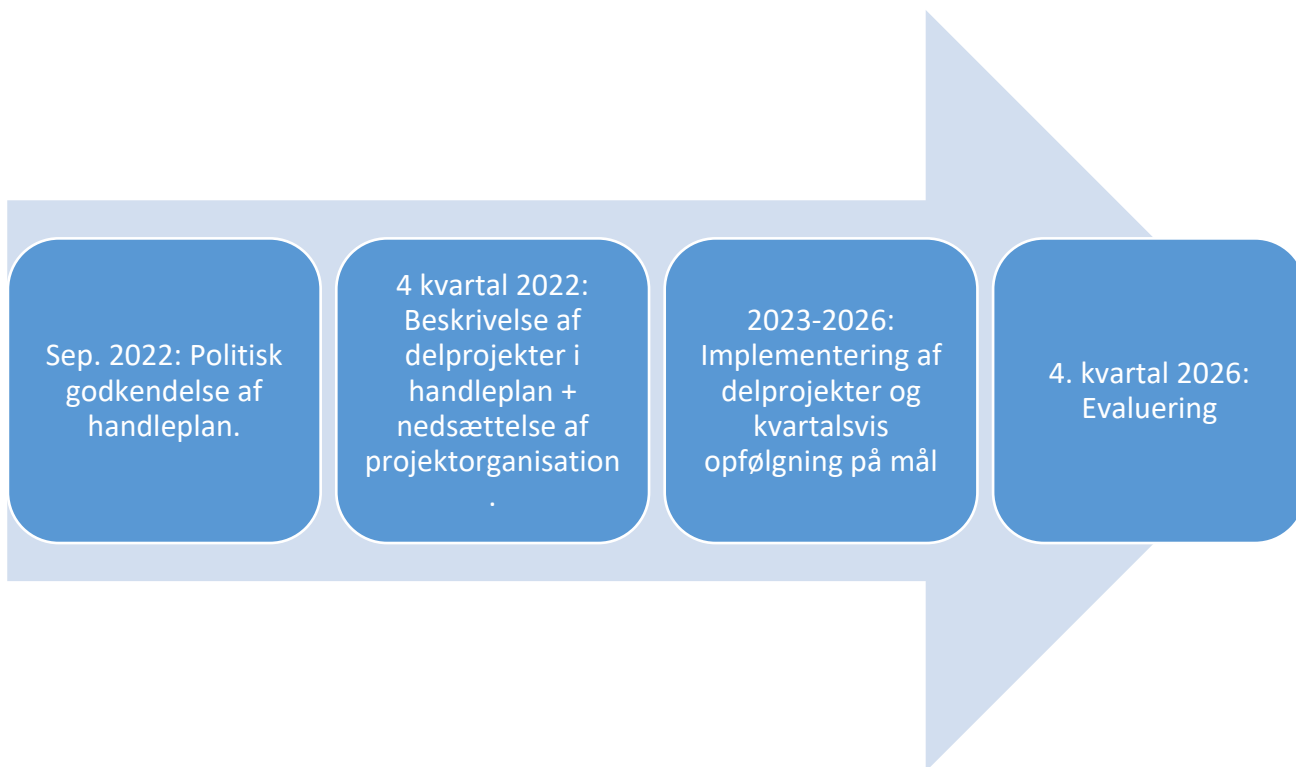 Sep. 2022: Politisk
godkendelse af
handleplan.
4 kvartal 2022:
Beskrivelse af
delprojekter i
handleplan +
nedsættelse af
projektorganisation
.
2023-2026:
Implementering af
delprojekter og
kvartalsvis
opfølgning på mål
4. kvartal 2026:
Evaluering